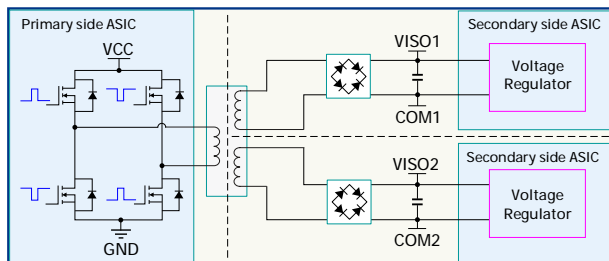 Primary side ASIC
VCC
GND
VISO1
COM1
Secondary side ASIC
Voltage
Regulator
VISO2
COM2
Secondary side ASIC
Voltage
Regulator